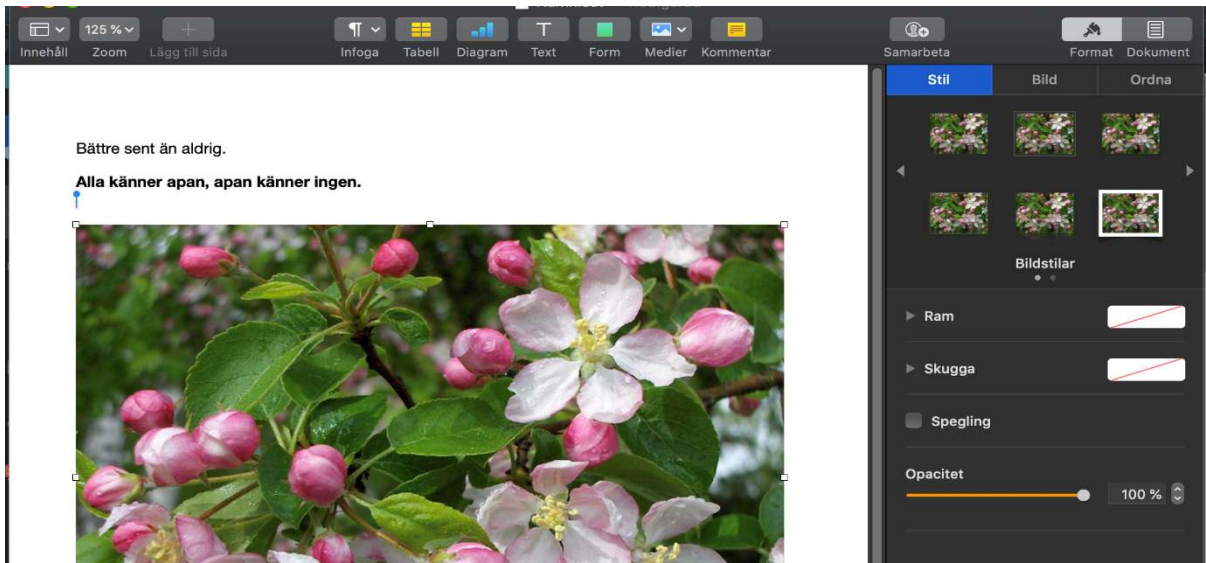 125 %
Innehåll Zoom Lägg till sida Infoga Tabell Diagram Text Form Medier Kommentar Samarbeta Format Dokument
Stil Bild Ordna
Bättre sent än aldrig.
Alla känner apan, apan känner ingen.
Bildstilar
Ram
Skugga
Spegling
Opacitet
100 %